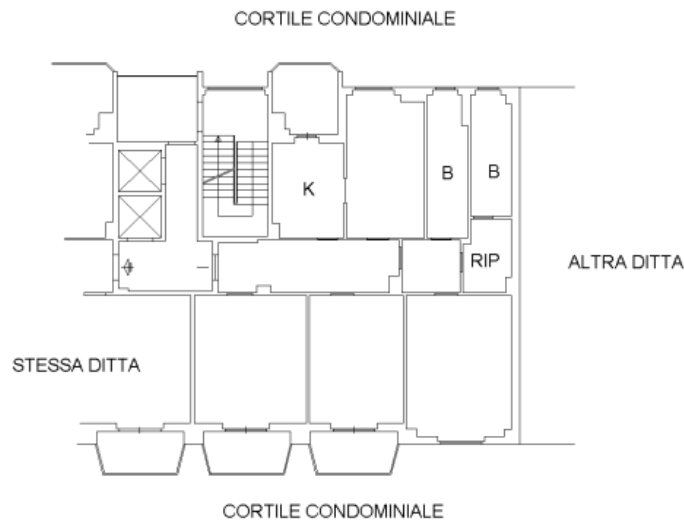 CORTILE CONDOMINIALE
K
B
B
RIP
ALTRA DITTA
STESSA DITTA
CORTILE CONDOMINIALE